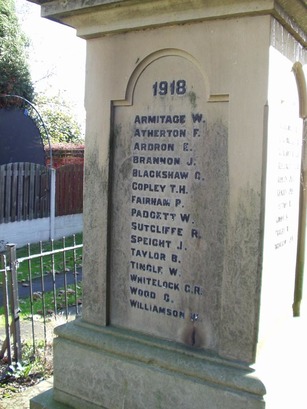 1918
ARMITAGE W.
ATHERTON F.
ARDRON E.
BRANNON J.
BLACKSHAW G.
COPLEY T.H.
FAIRHAM P.
PADGETT W.
SUTCLIFFE R.
SPEIGHT J.
TAYLOR B.
TINGLE W.
WHITELOCK G.R.
WOOD G.
WILLIAMSON